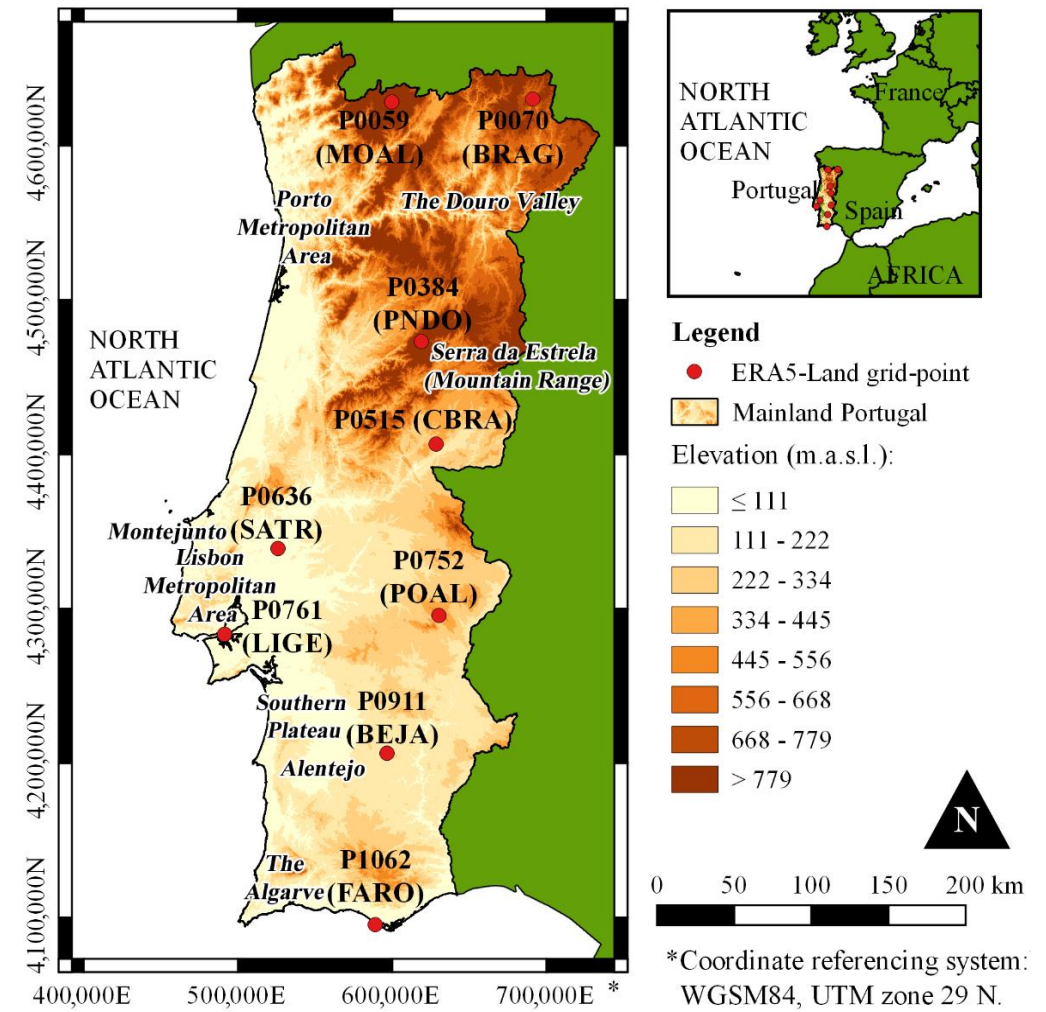 4,600,000N
4,500,000N
4,400,000N
4,300,000N
4,200,000N
4,100,000N
400,000E
500,000E
600,000E
700,000E
*
P0059
(MOAL)
P0070
(BRAG)
Porto
Metropolitan
Area
The Douro Valley
P0384
(PNDO)
NORTH
ATLANTIC
OCEAN
Serra da Estrela
(Mountain Range)
P0515 (CBRA)
P0636
(SATR)
Montejunto
Lisbon
Metropolitan
Area
P0752
(POAL)
P0761
(LIGE)
Southern
Plateau
P0911
(BEJA)
Alentejo
The
Algarve
P1062
(FARO)
NORTH
ATLANTIC
OCEAN
France
Portugal
Spain
AFRICA
Legend
ERA5-Land grid-point
Mainland Portugal
Elevation (m.a.s.l.):
≤ 111
111 - 222
222 - 334
334 - 445
445 - 556
556 - 668
668 - 779
> 779
N
0 50 100 150 200 km
*Coordinate referencing system:
WGSM84, UTM zone 29 N.